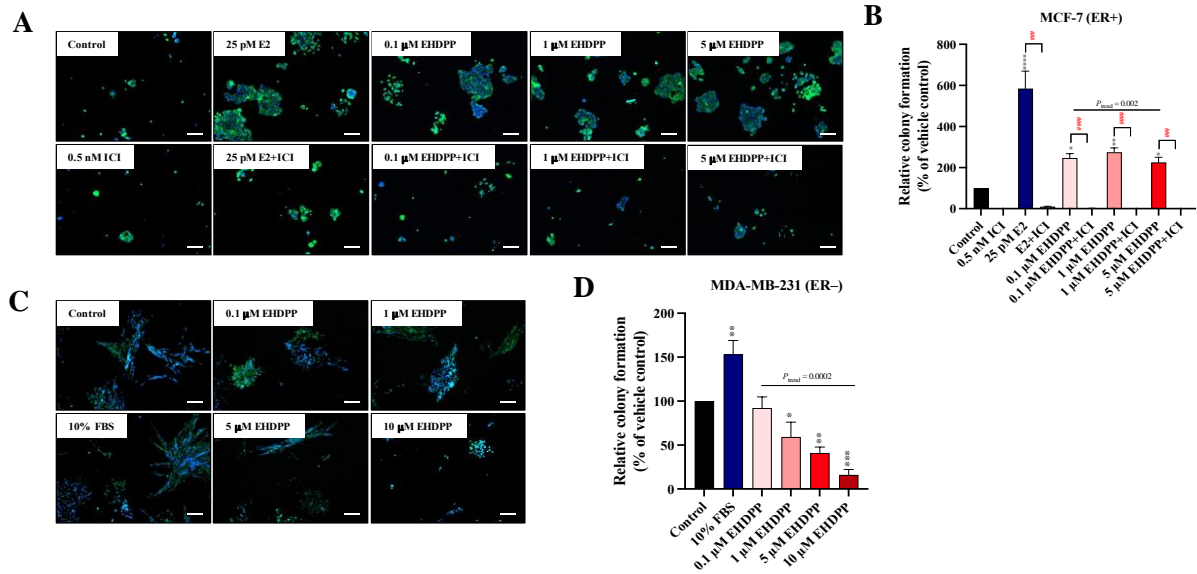 A
Control
25 pM E2
0.1 μM EHDPP
1 μM EHDPP
5 μM EHDPP
0.5 nM ICI
25 pM E2+ICI
0.1 μM EHDPP+ICI
1 μM EHDPP+ICI
5 μM EHDPP+ICI
B
MCF-7 (ER+)
Relative colony formation
(% of vehicle control)
800
600
400
200
0
****
**
*
P trend = 0.002
Control
0.5 nM ICI
25 pM E2
E2+ICI
0.1 μM EHDPP
0.1 μM EHDPP+ICI
1 μM EHDPP
1 μM EHDPP+ICI
5 μM EHDPP
5 μM EHDPP+ICI
C
Control
0.1 μM EHDPP
1 μM EHDPP
10% FBS
5 μM EHDPP
10 μM EHDPP
D
MDA-MB-231 (ER–)
Relative colony formation
(% of vehicle control)
200
150
100
50
0
**
P trend = 0.0002
*
**
***
Control
10% FBS
0.1 μM EHDPP
1 μM EHDPP
5 μM EHDPP
10 μM EHDPP